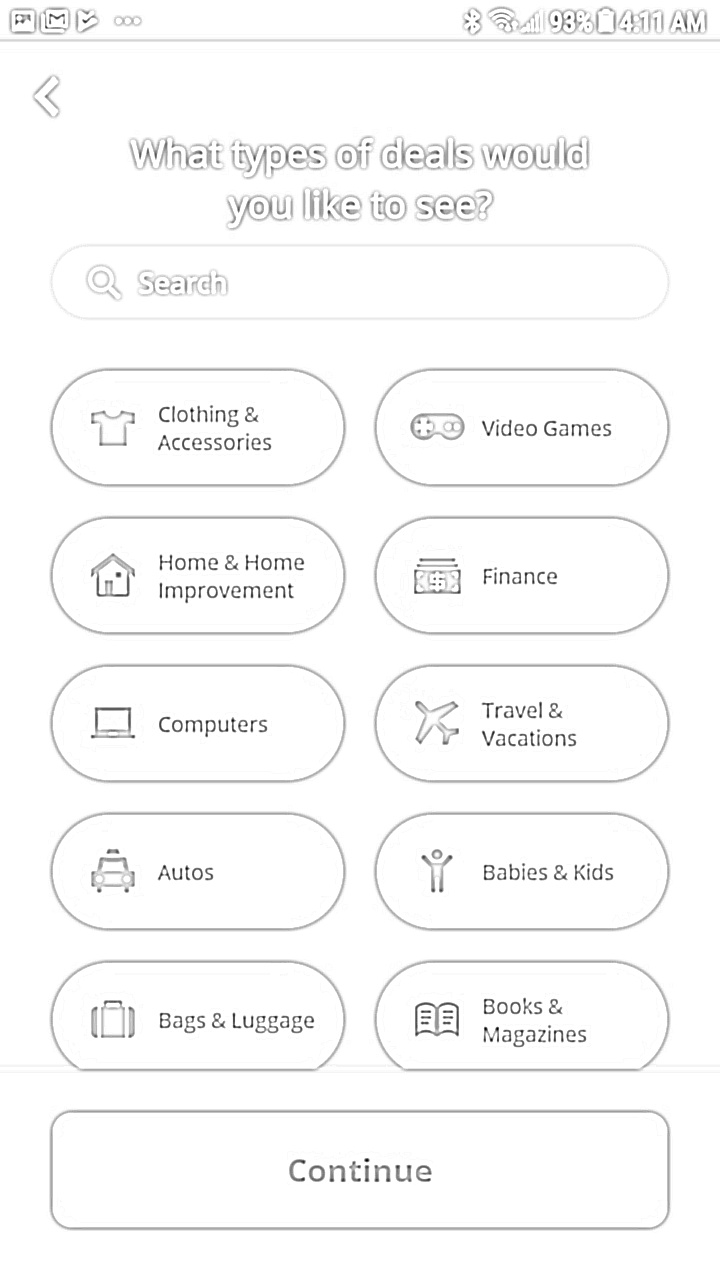 93% 4:11 AM
What types of deals would
you like to see?
Search
Clothing &
Accessories
Video Games
Home & Home
Improvement
Finance
Computers
Travel &
Vacations
Autos
Babies & Kids
Bags & Luggage
Books &
Magazines
Continue